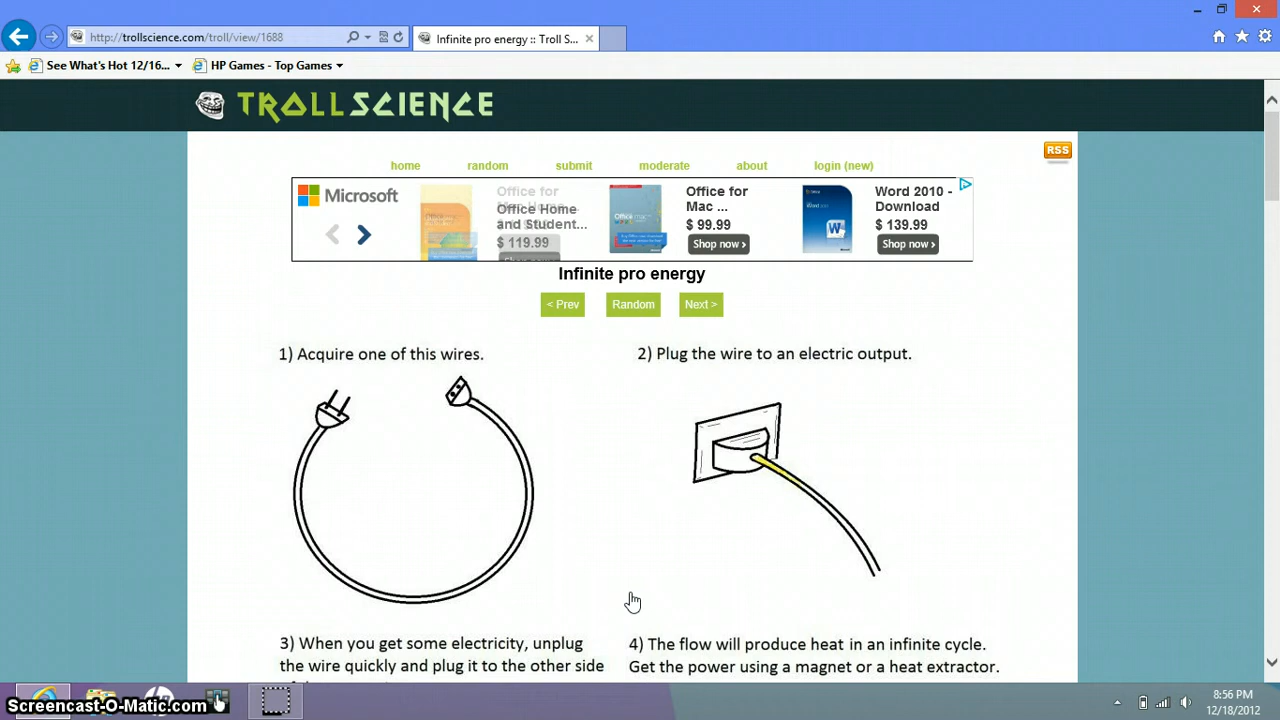 http://trollscience.com/troll/view/1688
Infinite pro energy :: Troll S...
See What's Hot 12/16...
HP Games - Top Games
TROLLSCIENCE
RSS
home random submit moderate about login (new)
Microsoft
Office Home and Student...
$ 119.99
Office for Mac ...
$ 99.99
Shop now ›
Word 2010 - Download
$ 139.99
Shop now ›
Infinite pro energy
< Prev Random Next >
1) Acquire one of this wires.
2) Plug the wire to an electric output.
3) When you get some electricity, unplug
the wire quickly and plug it to the other side
4) The flow will produce heat in an infinite cycle.
Get the power using a magnet or a heat extractor.
Screencast-O-Matic.com
8:56 PM
12/18/2012